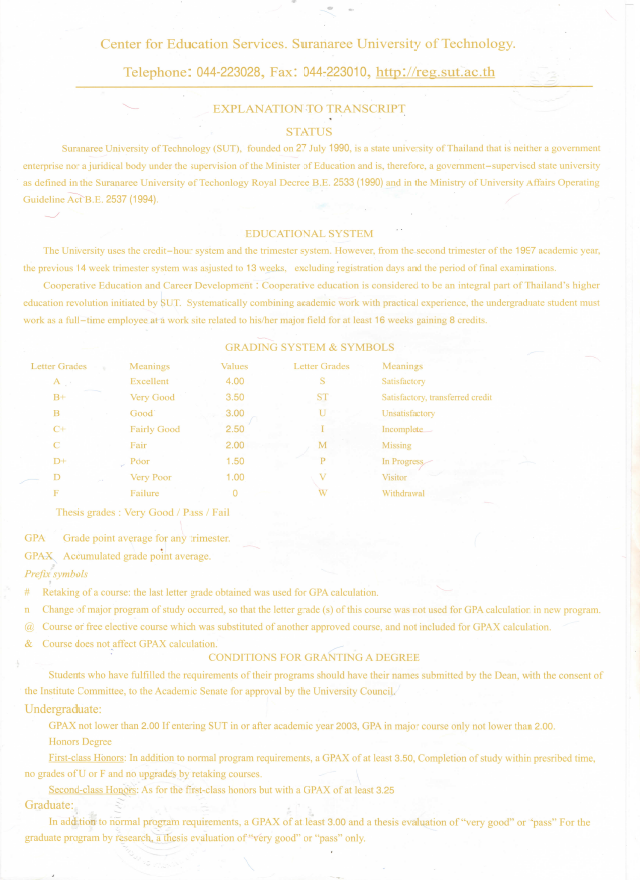 Center for Education Services. Suranaree University of Technology.
Telephone: 044-223028, Fax: 044-223010, http://reg.sut.ac.th
EXPLANATION TO TRANSCRIPT
STATUS
Suranaree University of Technology (SUT), founded on 27 July 1990, is a state university of Thailand that is neither a government
enterprise nor a juridical body under the supervision of the Minister of Education and is, therefore, a government-supervised state university
as defined in the Suranaree University of Techonlogy Royal Decree B.E. 2533 (1990) and in the Ministry of University Affairs Operating
Guideline Act B.E. 2537 (1994).
EDUCATIONAL SYSTEM
The University uses the credit-hour system and the trimester system. However, from the second trimester of the 1997 academic year,
the previous 14 week trimester system was asjusted to 13 weeks, excluding registration days and the period of final examinations.
Cooperative Education and Career Development : Cooperative education is considered to be an integral part of Thailand's higher
education revolution initiated by SUT. Systematically combining academic work with practical experience, the undergraduate student must
work as a full-time employee at a work site related to his/her major field for at least 16 weeks gaining 8 credits.
GRADING SYSTEM & SYMBOLS
Letter Grades Meanings Values Letter Grades Meanings
A Excellent 4.00 S Satisfactory
B+ Very Good 3.50 ST Satisfactory, transferred credit
B Good 3.00 U Unsatisfactory
C+ Fairly Good 2.50 I Incomplete...
C Fair 2.00 M Missing
D+ Poor 1.50 P In Progress
D Very Poor 1.00 V Visitor
F Failure 0 W Withdrawal
Thesis grades : Very Good / Pass / Fail
GPA Grade point average for any trimester.
GPAX Accumulated grade point average.
Prefix symbols
# Retaking of a course: the last letter grade obtained was used for GPA calculation.
n Change of major program of study occurred, so that the letter grade (s) of this course was not used for GPA calculation in new program.
@ Course or free elective course which was substituted of another approved course, and not included for GPAX calculation.
& Course does not affect GPAX calculation.
CONDITIONS FOR GRANTING A DEGREE
Students who have fulfilled the requirements of their programs should have their names submitted by the Dean, with the consent of
the Institute Committee, to the Academic Senate for approval by the University Council.
Undergraduate:
GPAX not lower than 2.00 If entering SUT in or after academic year 2003, GPA in major course only not lower than 2.00.
Honors Degree
First-class Honors: In addition to normal program requirements, a GPAX of at least 3.50, Completion of study within presribed time,
no grades of U or F and no upgrades by retaking courses.
Second-class Honors: As for the first-class honors but with a GPAX of at least 3.25
Graduate:
In addition to normal program requirements, a GPAX of at least 3.00 and a thesis evaluation of "very good" or "pass" For the
graduate program by research, a thesis evaluation of "very good" or "pass" only.